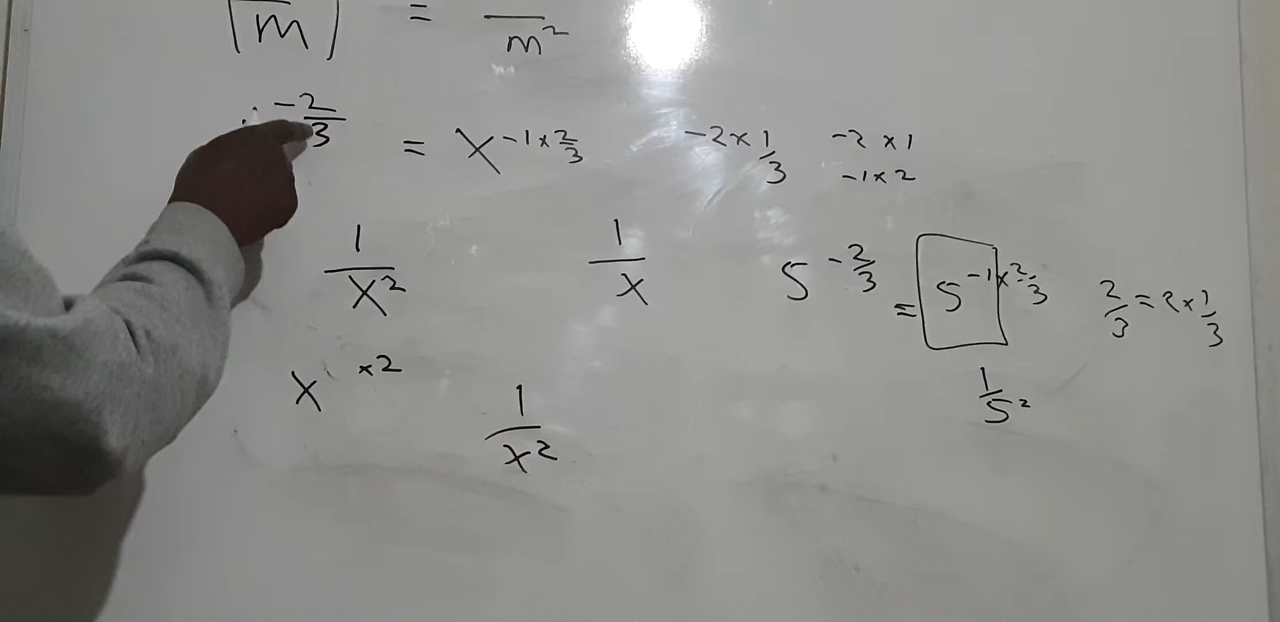 (m) = — m²
-2/3 = x^-1×2/3 -2×1/3 -2×1
-1×2
1/x² 1/x 5^-2/3 = 5^-1×2/3 2/3=2×1/3
x ×2 1/x² 1/5²